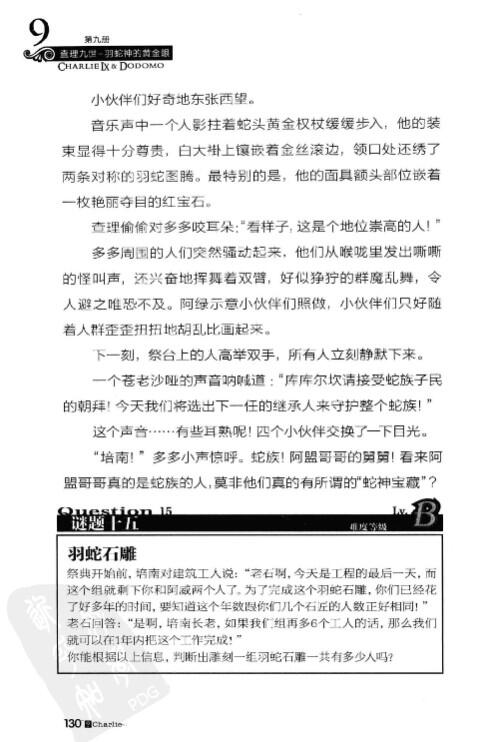 9
第九册
查理九世-羽蛇神的黄金眼
CHARLIE IX & DODOMO
小伙伴们好奇地东张西望。
音乐声中一个人影拄着蛇头黄金权杖缓缓步入，他的装
束显得十分尊贵，白大褂上镶嵌着金丝滚边，领口处还绣了
两条对称的羽蛇图腾。最特别的是，他的面具额头部位嵌着
一枚艳丽夺目的红宝石。
查理偷偷对多多咬耳朵：“看样子，这是个地位崇高的人！”
多多周围的人们突然骚动起来，他们从喉咙里发出嘶嘶
的怪叫声，还兴奋地挥舞着双臂，好似狰狞的群魔乱舞，令
人避之唯恐不及。阿绿示意小伙伴们照做，小伙伴们只好随
着人群歪歪扭扭地胡乱比画起来。
下一刻，祭台上的人高举双手，所有人立刻静默下来。
一个苍老沙哑的声音呐喊道：“库库尔坎请接受蛇族子民
的朝拜！今天我们将选出下一任的继承人来守护整个蛇族！”
这个声音……有些耳熟呢！四个小伙伴交换了一下目光。
“培南！”多多小声惊呼。蛇族！阿盟哥哥的舅舅！看来阿
盟哥哥真的是蛇族的人，莫非他们真的有所谓的“蛇神宝藏”？
Question 15
Lv. B
谜题十五
难度等级
羽蛇石雕
祭典开始前，培南对建筑工人说：“老石啊，今天是工程的最后一天，而
这个组就剩下你和阿威两个人了。为了完成这个羽蛇石雕，你们已经花
了好多年的时间，要知道这个年数跟你们几个石匠的人数正好相同！”
老石回答：“是啊，培南长老，如果我们组再多6个工人的话，那么我们
就可以在1年内把这个工作完成！”
你能根据以上信息，判断出雕刻一组羽蛇石雕一共有多少人吗？
PDG
130 9 Charlie